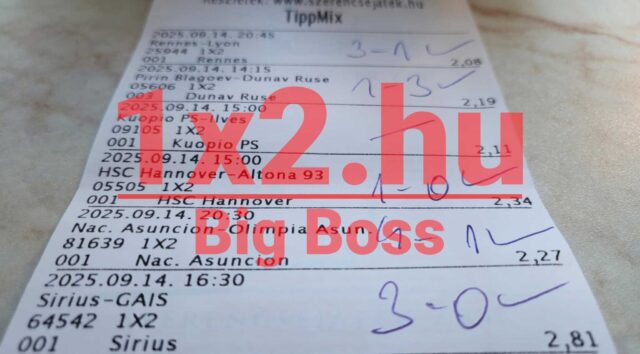 www.szerencsejatek.hu
TippMix
2025.09.14. 20:45
Rennes-Lyon 3-1
25944 1X2
001 Rennes 2,08
2025.09.14. 14:15
Pirin Blagoev-Dunav Ruse 1-3
05606 1X2
Dunav Ruse 2,19
2025.09.14. 15:00
Kuopio PS-Ilves
09105 1X2
001 Kuopio PS 2,11
2025.09.14. 15:00
HSC Hannover-Altona 93
05505 1X2 1-0
001 HSC Hannover 2,34
2025.09.14. 20:30
Nac. Asuncion-Olimpia Asun. 4-1
81639 1X2
001 Nac. Asuncion 2,27
2025.09.14. 16:30
Sirius-GAIS 3-0
64542 1X2
001 Sirius 2,81
1x2.hu
Big Boss